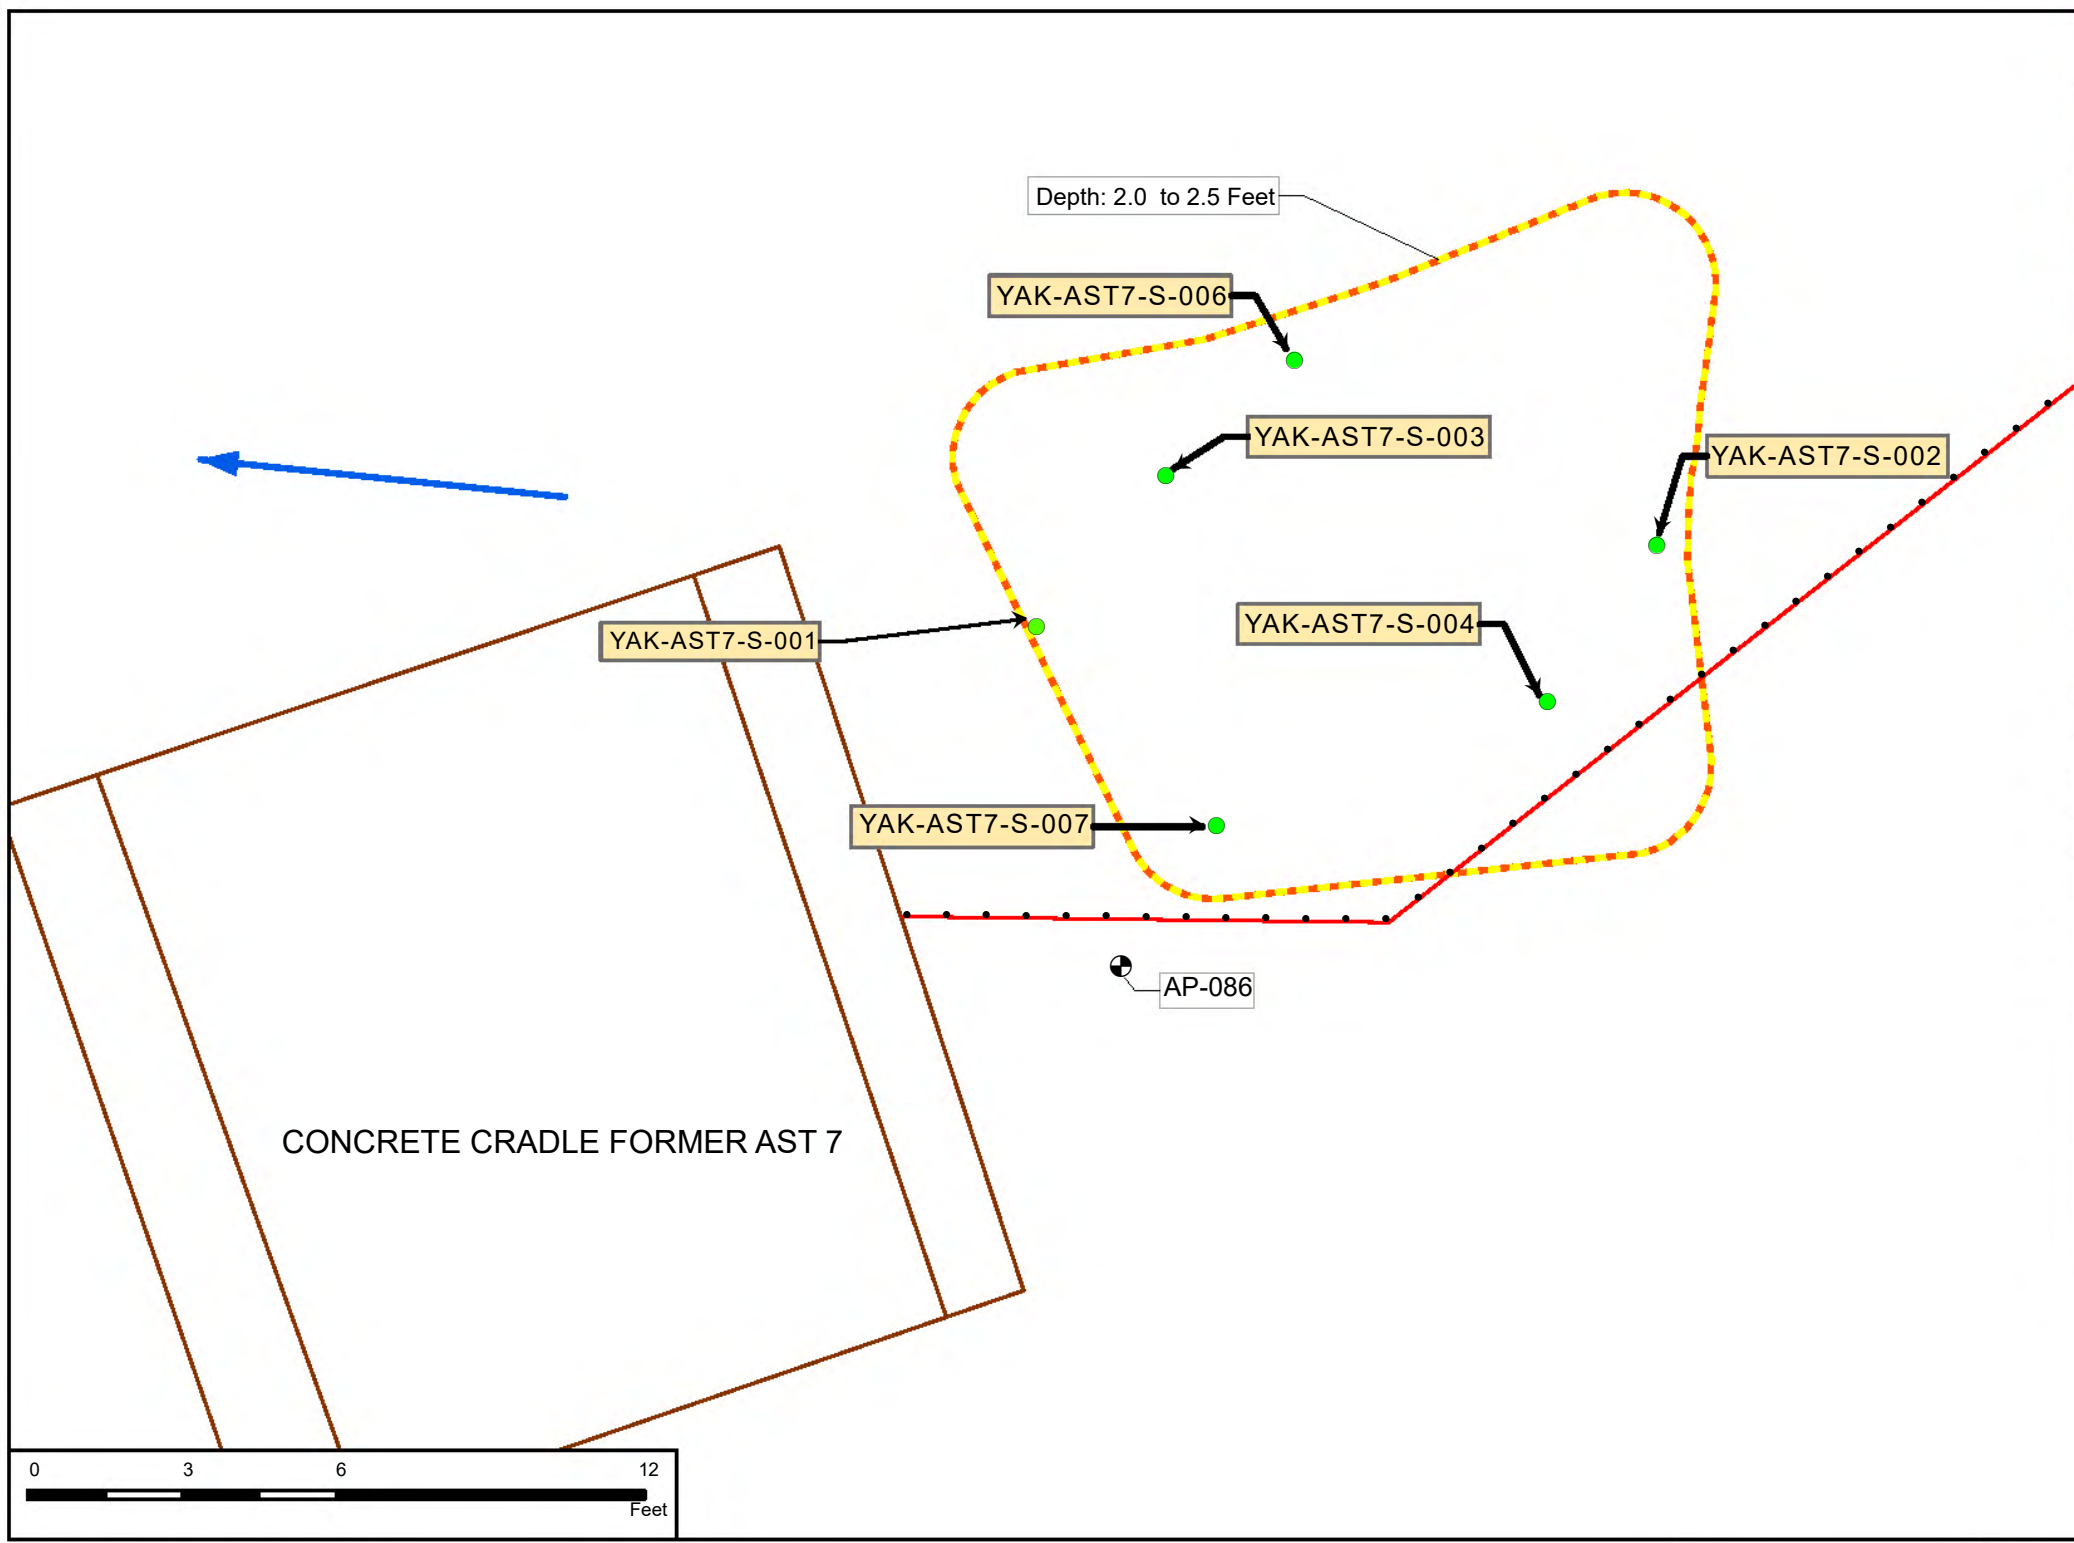 Depth: 2.0 to 2.5 Feet
YAK-AST7-S-006
YAK-AST7-S-003
YAK-AST7-S-002
YAK-AST7-S-004
YAK-AST7-S-001
YAK-AST7-S-007
AP-086
CONCRETE CRADLE FORMER AST 7
0 3 6 12
Feet